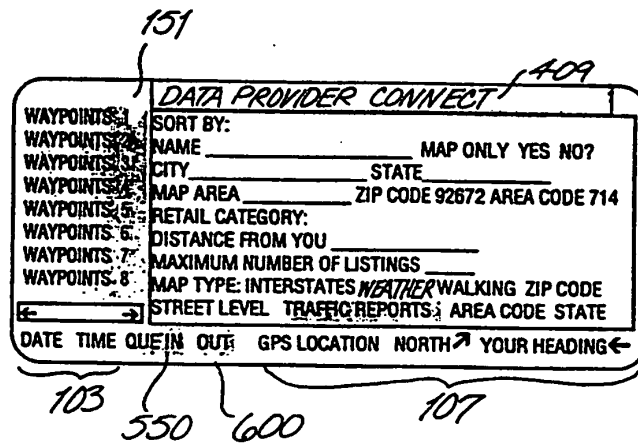 151
409
DATA PROVIDER CONNECT
WAYPOINTS 1
WAYPOINTS 2
WAYPOINTS 3
WAYPOINTS 4
WAYPOINTS 5
WAYPOINTS 6
WAYPOINTS 7
WAYPOINTS 8
SORT BY:
NAME MAP ONLY YES NO?
CITY STATE
MAP AREA ZIP CODE 92672 AREA CODE 714
RETAIL CATEGORY:
DISTANCE FROM YOU
MAXIMUM NUMBER OF LISTINGS
MAP TYPE: INTERSTATES WEATHER WALKING ZIP CODE
STREET LEVEL TRAFFIC REPORTS AREA CODE STATE
DATE TIME QUE IN OUT GPS LOCATION NORTH YOUR HEADING
103
550
600
107